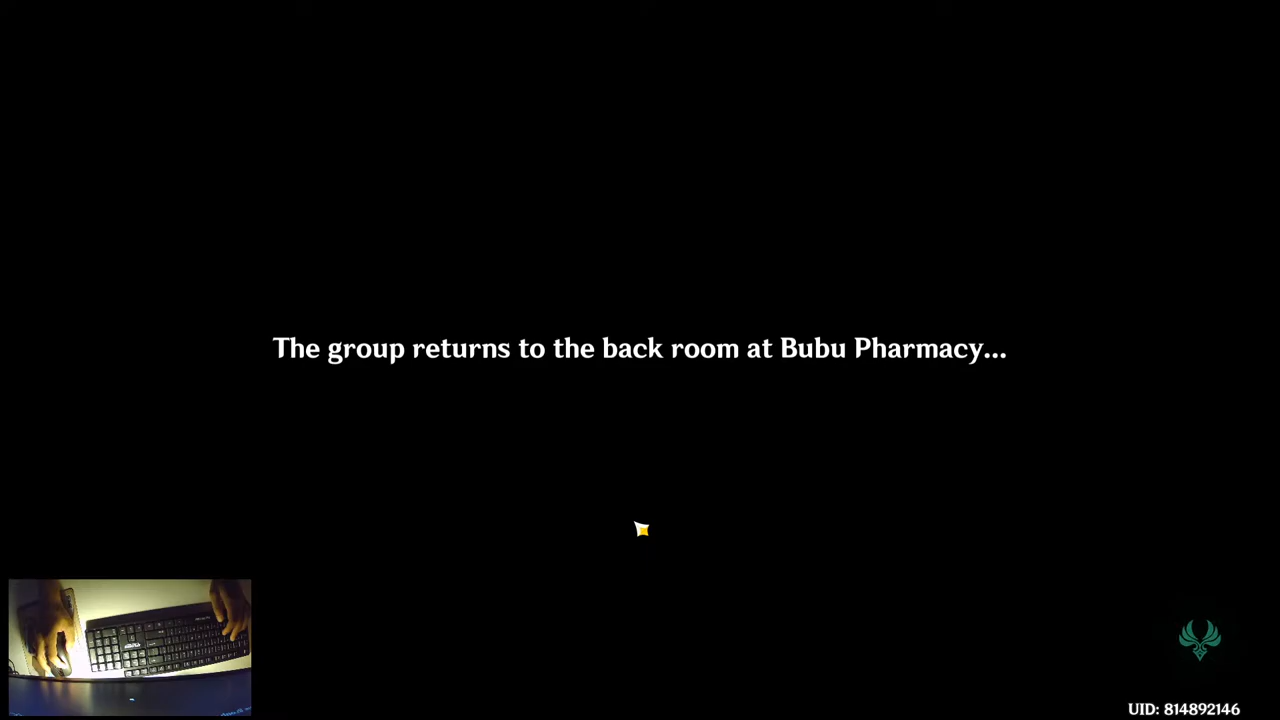 The group returns to the back room at Bubu Pharmacy...
UID: 814892146